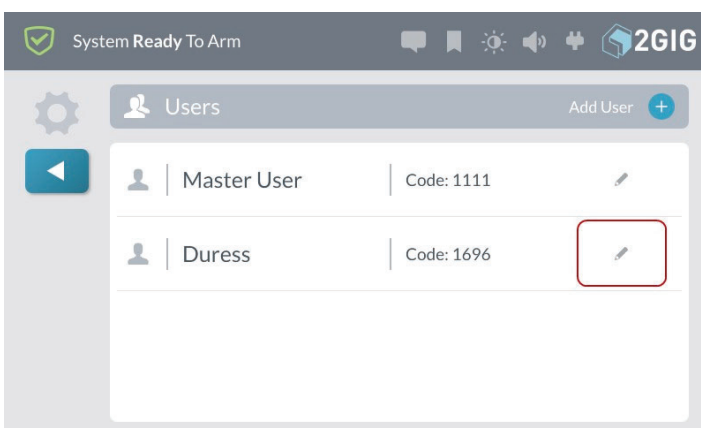 System Ready To Arm
2GIG
Users
Add User
Master User
Code: 1111
Duress
Code: 1696